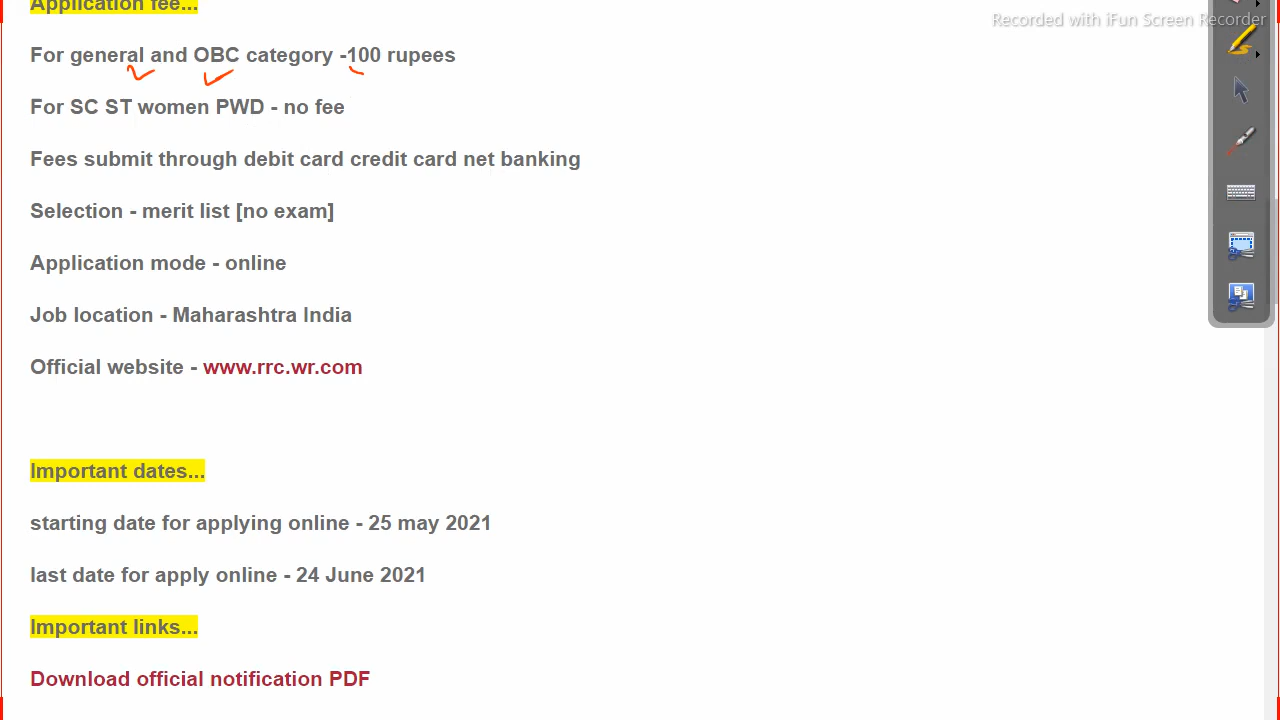 Application fee...
Recorded with iFun Screen Recorder
For general and OBC category -100 rupees
For SC ST women PWD - no fee
Fees submit through debit card credit card net banking
Selection - merit list [no exam]
Application mode - online
Job location - Maharashtra India
Official website - www.rrc.wr.com
Important dates...
starting date for applying online - 25 may 2021
last date for apply online - 24 June 2021
Important links...
Download official notification PDF